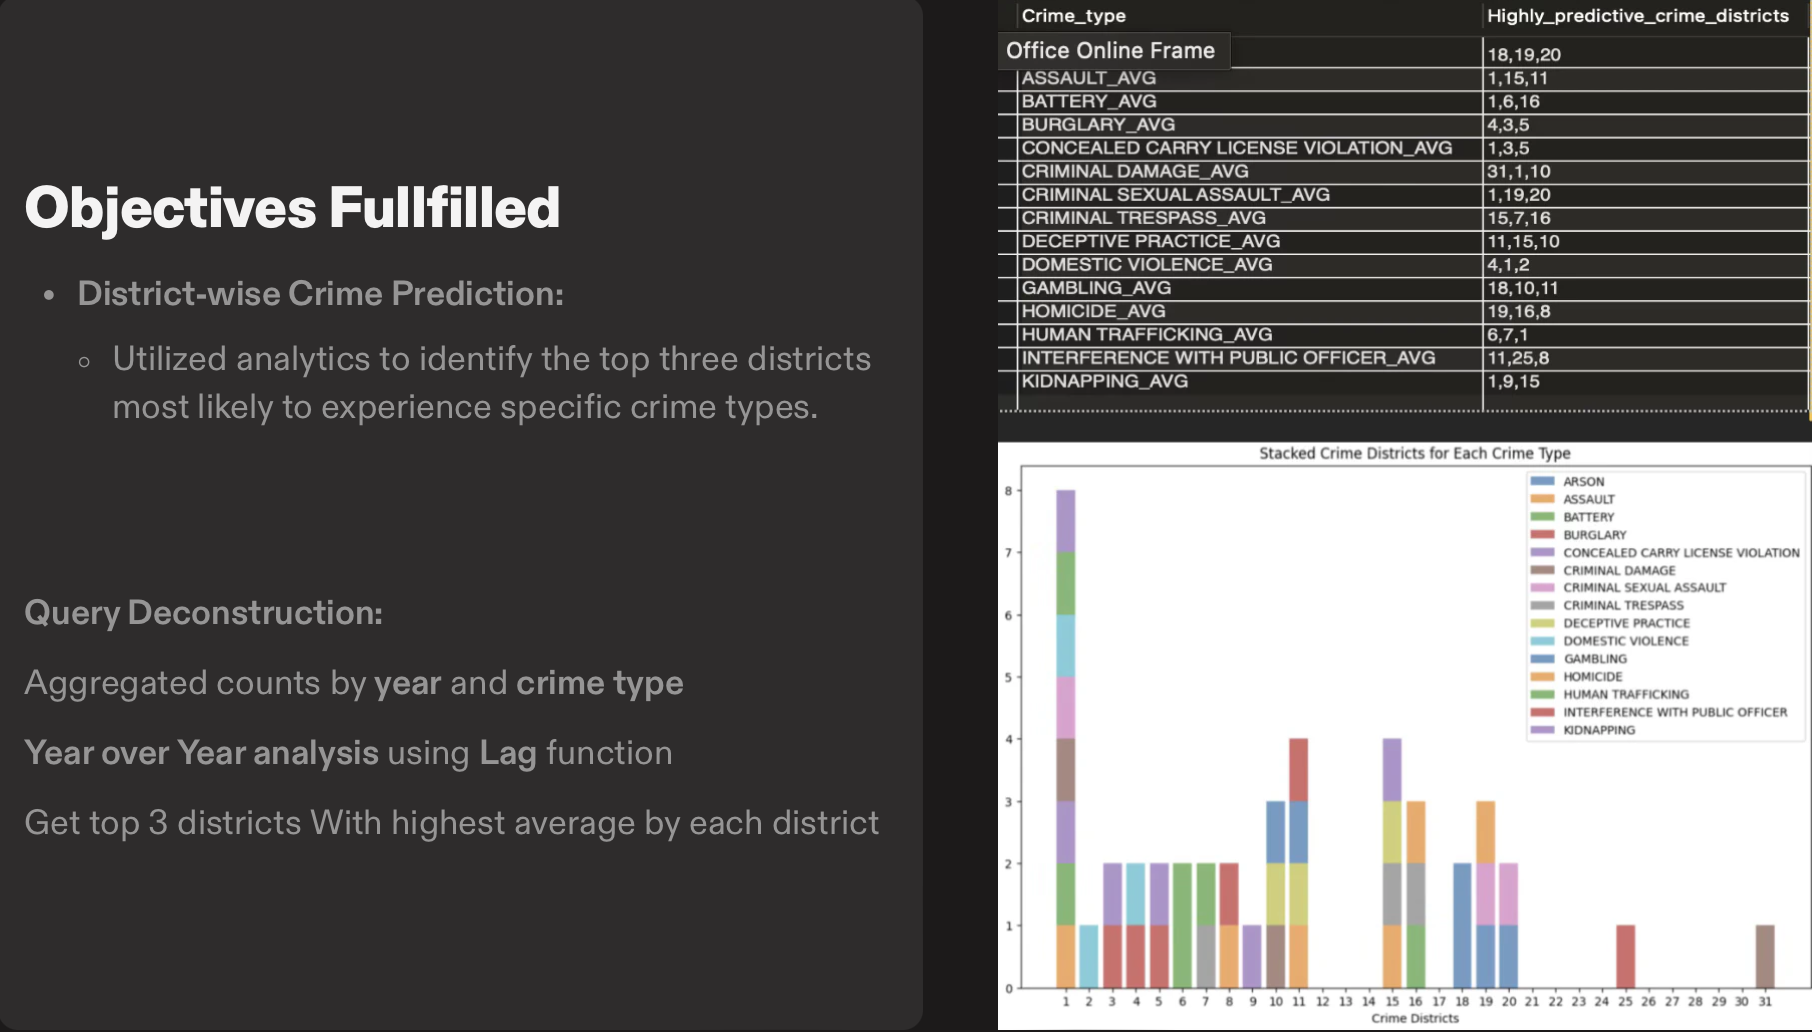 Objectives Fullfilled
• District-wise Crime Prediction:
○ Utilized analytics to identify the top three districts
most likely to experience specific crime types.
Query Deconstruction:
Aggregated counts by year and crime type
Year over Year analysis using Lag function
Get top 3 districts With highest average by each district
Crime_type Highly_predictive_crime_districts
Office Online Frame 18,19,20
ASSAULT_AVG 1,15,11
BATTERY_AVG 1,6,16
BURGLARY_AVG 4,3,5
CONCEALED CARRY LICENSE VIOLATION_AVG 1,3,5
CRIMINAL DAMAGE_AVG 31,1,10
CRIMINAL SEXUAL ASSAULT_AVG 1,19,20
CRIMINAL TRESPASS_AVG 15,7,16
DECEPTIVE PRACTICE_AVG 11,15,10
DOMESTIC VIOLENCE_AVG 4,1,2
GAMBLING_AVG 18,10,11
HOMICIDE_AVG 19,16,8
HUMAN TRAFFICKING_AVG 6,7,1
INTERFERENCE WITH PUBLIC OFFICER_AVG 11,25,8
KIDNAPPING_AVG 1,9,15
Stacked Crime Districts for Each Crime Type
ARSON
ASSAULT
BATTERY
BURGLARY
CONCEALED CARRY LICENSE VIOLATION
CRIMINAL DAMAGE
CRIMINAL SEXUAL ASSAULT
CRIMINAL TRESPASS
DECEPTIVE PRACTICE
DOMESTIC VIOLENCE
GAMBLING
HOMICIDE
HUMAN TRAFFICKING
INTERFERENCE WITH PUBLIC OFFICER
KIDNAPPING
8
7
6
5
4
3
2
1
0
1 2 3 4 5 6 7 8 9 10 11 12 13 14 15 16 17 18 19 20 21 22 23 24 25 26 27 28 29 30 31
Crime Districts